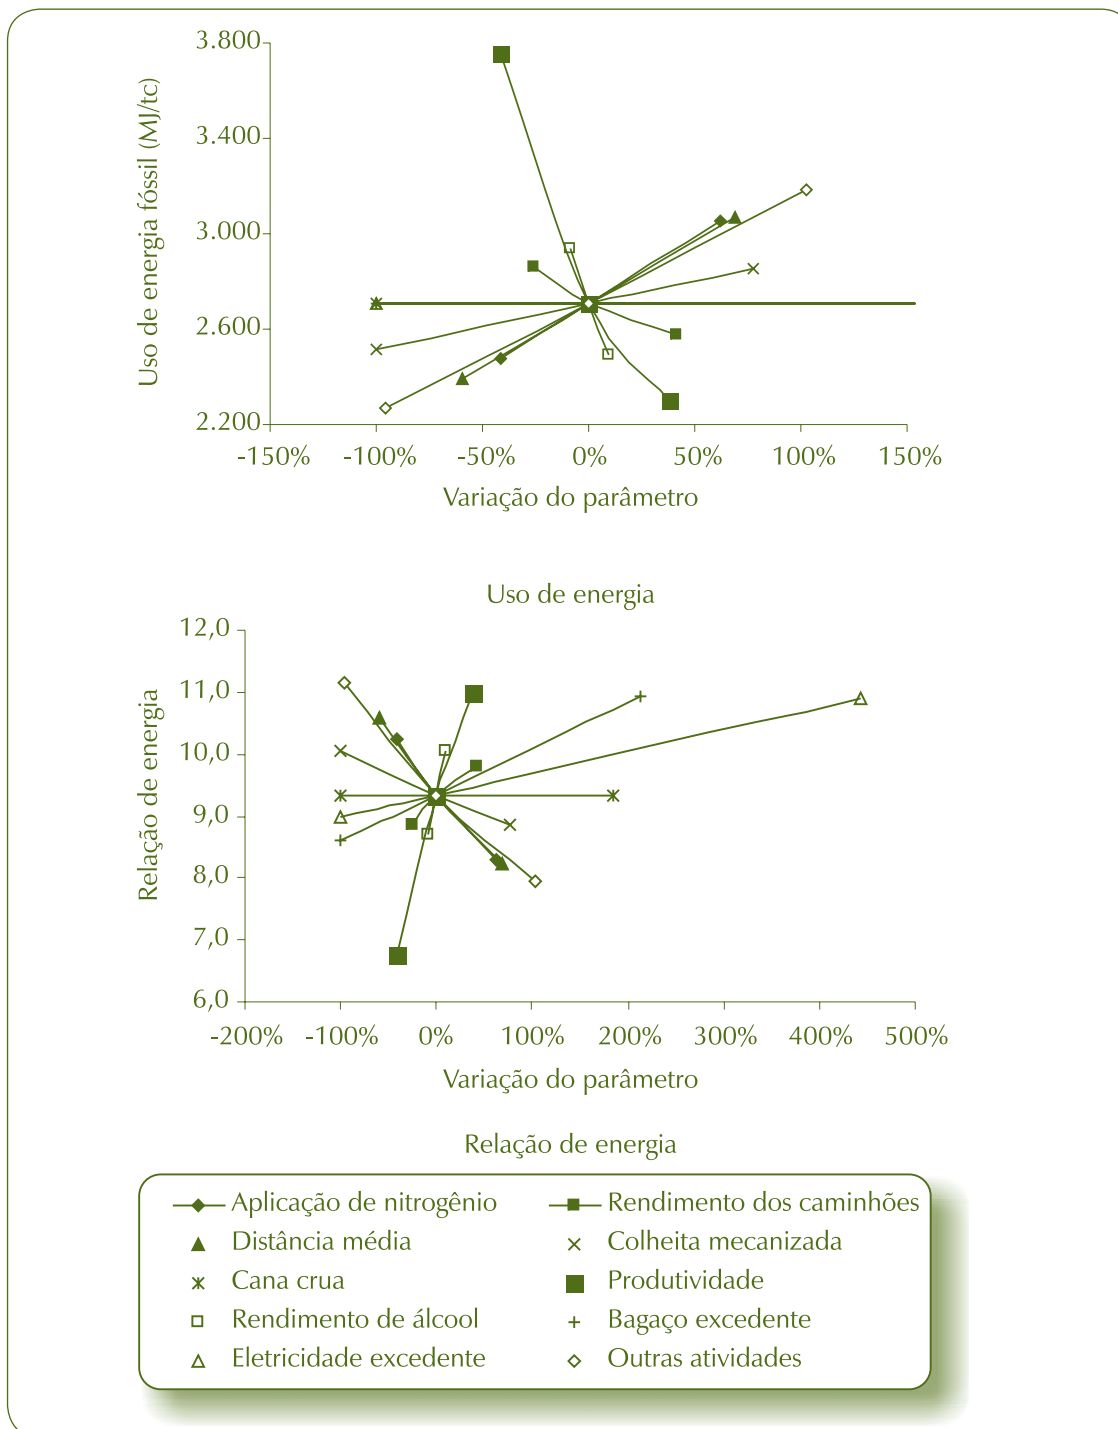 Uso de energia fóssil (MJ/tc)
3.800
3.400
3.000
2.600
2.200
-150% -100% -50% 0% 50% 100% 150%
Variação do parâmetro
Uso de energia
Relação de energia
12,0
11,0
10,0
9,0
8,0
7,0
6,0
-200% -100% 0% 100% 200% 300% 400% 500%
Variação do parâmetro
Relação de energia
Aplicação de nitrogênio Rendimento dos caminhões
Distância média Colheita mecanizada
Cana crua Produtividade
Rendimento de álcool Bagaço excedente
Eletricidade excedente Outras atividades